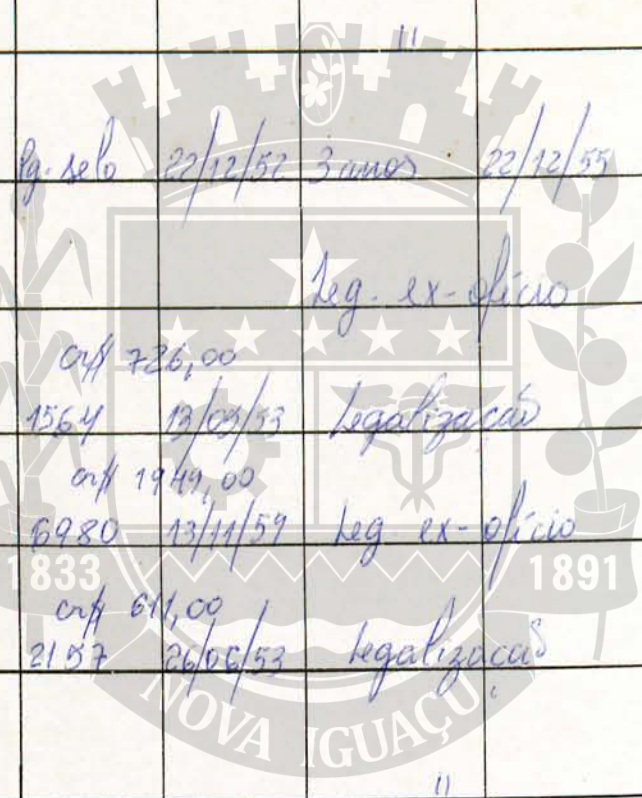 "
Pg. selo 22/12/52 3 anos 22/12/55
Leg. ex-ofício
Cr$ 726,00
1564 13/03/53 Legalização
Cr$ 1949,00
6980 13/11/59 Leg. ex-ofício
1833 1891
Cr$ 611,00
2157 26/06/53 Legalização
NOVA IGUAÇU
"